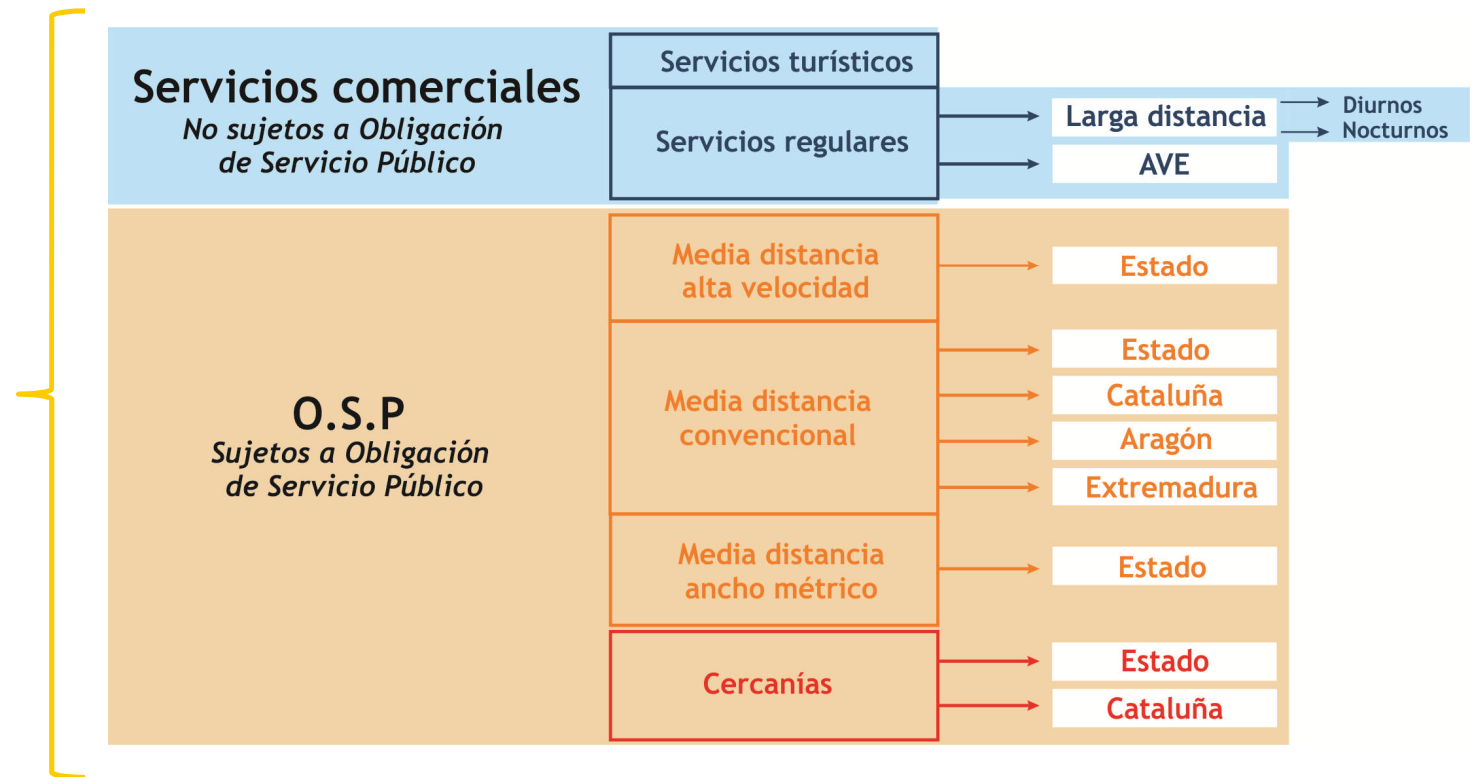 Servicios comerciales
No sujetos a Obligación
de Servicio Público
Servicios turísticos
Servicios regulares
Larga distancia
Diurnos
Nocturnos
AVE
O.S.P
Sujetos a Obligación
de Servicio Público
Media distancia
alta velocidad
Estado
Media distancia
convencional
Estado
Cataluña
Aragón
Extremadura
Media distancia
ancho métrico
Estado
Cercanías
Estado
Cataluña